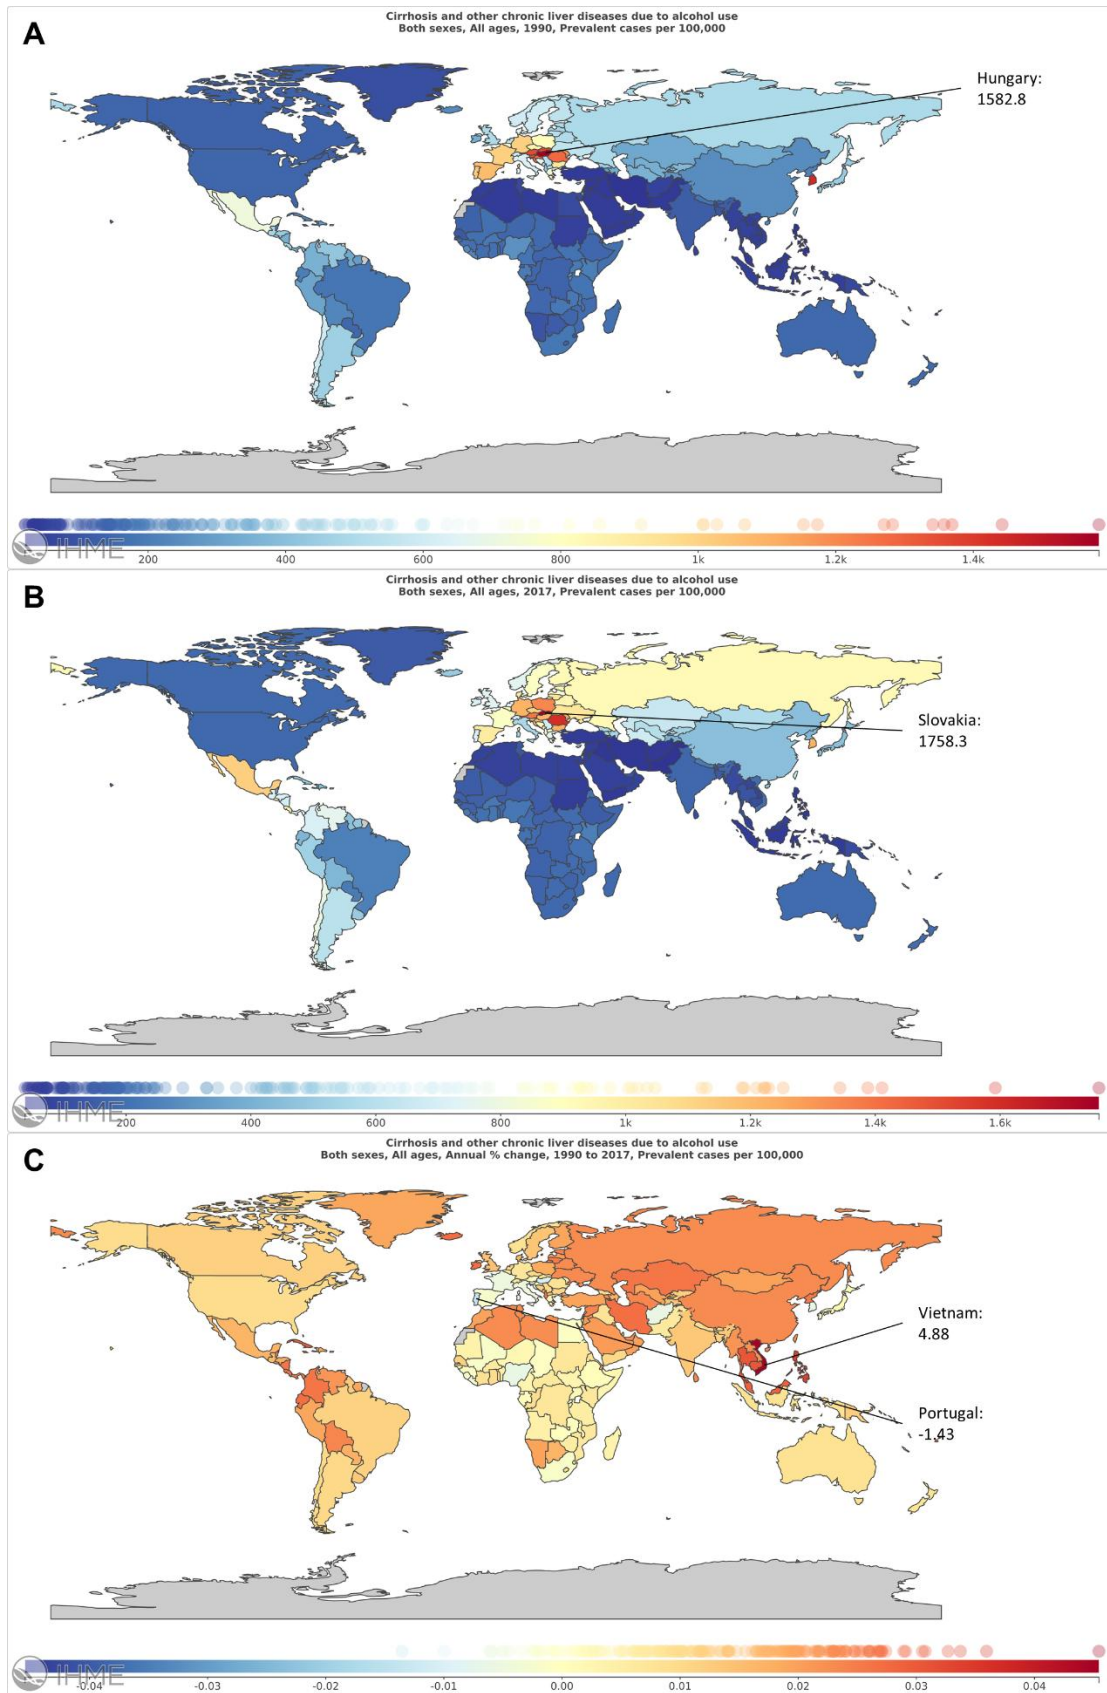 A
Cirrhosis and other chronic liver diseases due to alcohol use
Both sexes, All ages, 1990, Prevalent cases per 100,000
Hungary:
1582.8
IHME
200 400 600 800 1k 1.2k 1.4k
B
Cirrhosis and other chronic liver diseases due to alcohol use
Both sexes, All ages, 2017, Prevalent cases per 100,000
Slovakia:
1758.3
IHME
200 400 600 800 1k 1.2k 1.4k 1.6k
C
Cirrhosis and other chronic liver diseases due to alcohol use
Both sexes, All ages, Annual % change, 1990 to 2017, Prevalent cases per 100,000
Vietnam:
4.88
Portugal:
-1.43
IHME
-0.04 -0.03 -0.02 -0.01 0.00 0.01 0.02 0.03 0.04